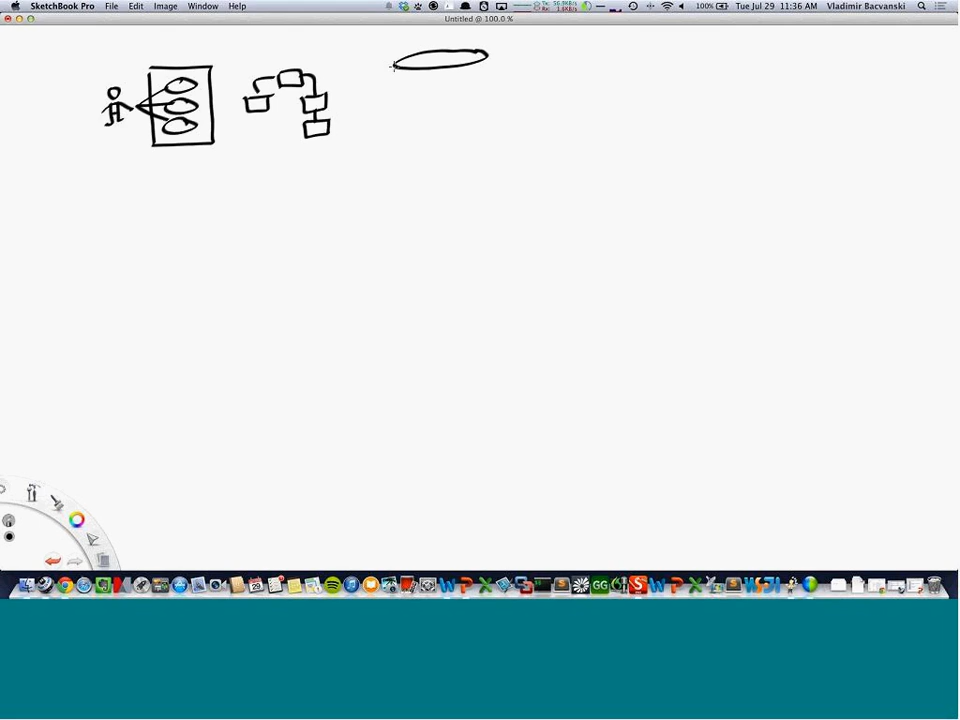 SketchBook Pro File Edit Image Window Help 100% Tue Jul 29 11:36 AM Vladimir Bacvanski
Untitled @ 100.0 %
GG